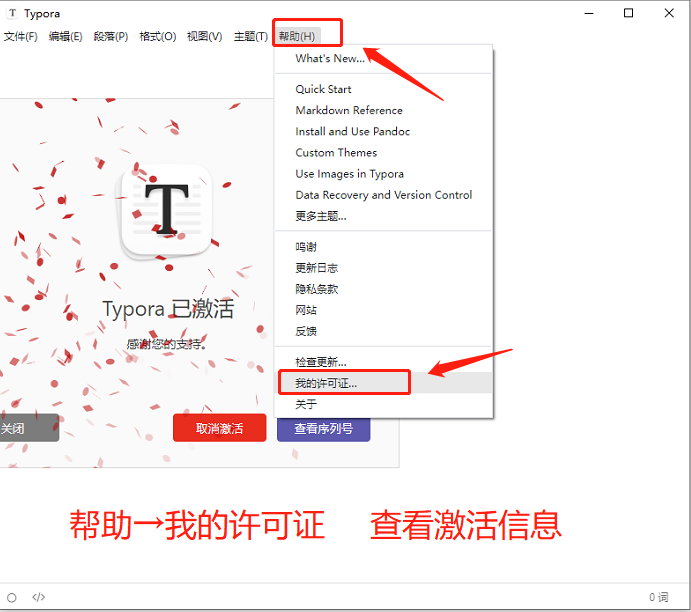 T Typora
文件(F) 编辑(E) 段落(P) 格式(O) 视图(V) 主题(T) 帮助(H)
What's New...
Quick Start
Markdown Reference
Install and Use Pandoc
Custom Themes
Use Images in Typora
Data Recovery and Version Control
更多主题...
鸣谢
更新日志
隐私条款
网站
反馈
检查更新...
我的许可证...
关于
T
Typora 已激活
感谢您的支持。
关闭 取消激活 查看序列号
帮助→我的许可证 查看激活信息
</> 0 词